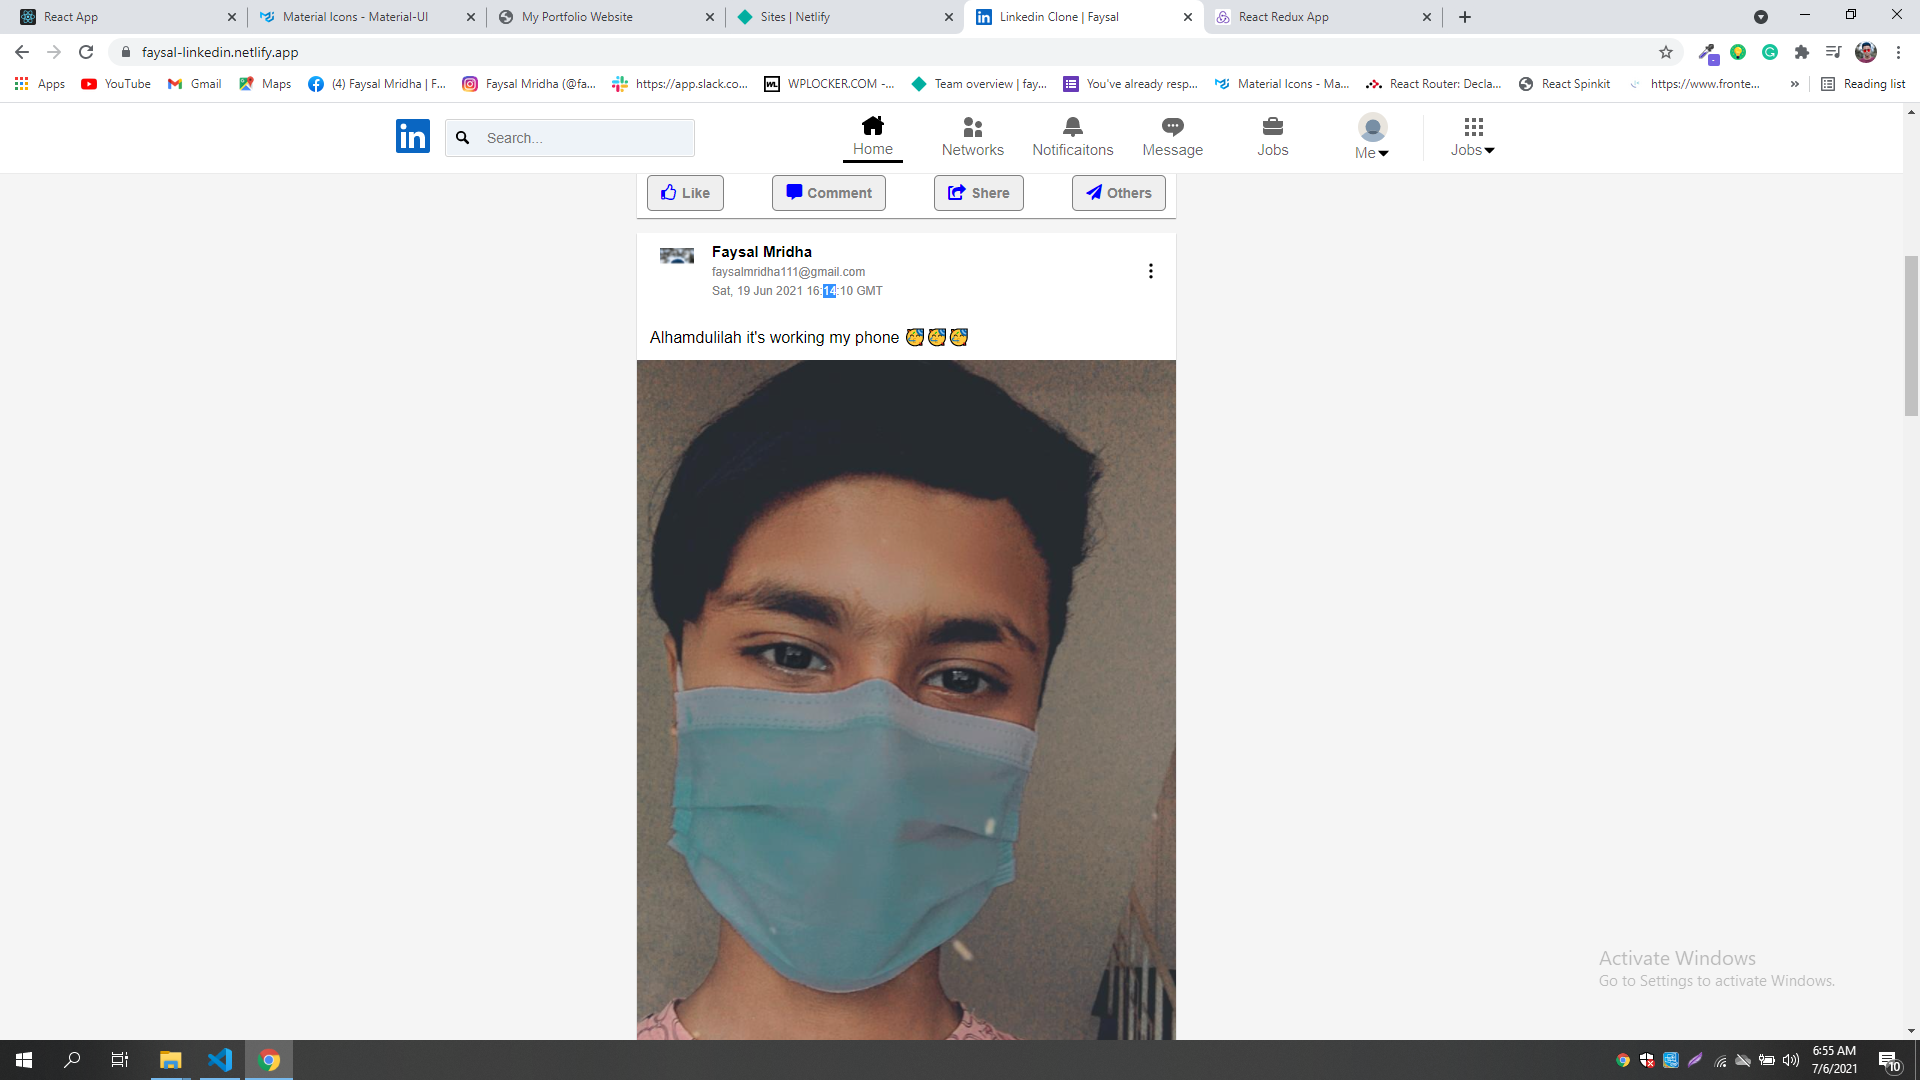 React App
Material Icons - Material-UI
My Portfolio Website
Sites | Netlify
Linkedin Clone | Faysal
React Redux App
faysal-linkedin.netlify.app
Apps
YouTube
Gmail
Maps
(4) Faysal Mridha | F...
Faysal Mridha (@fa...
https://app.slack.co...
WL
WPLOCKER.COM -...
Team overview | fay...
You've already resp...
Material Icons - Ma...
React Router: Decla...
React Spinkit
https://www.fronte...
»
Reading list
in
Search...
Home
Networks
Notificaitons
Message
Jobs
Me
Jobs
Like
Comment
Share
Others
Faysal Mridha
faysalmridha111@gmail.com
Sat, 19 Jun 2021 16:14:10 GMT
Alhamdulilah it's working my phone 🥳🥳🥳
Activate Windows
Go to Settings to activate Windows.
6:55 AM
7/6/2021
10